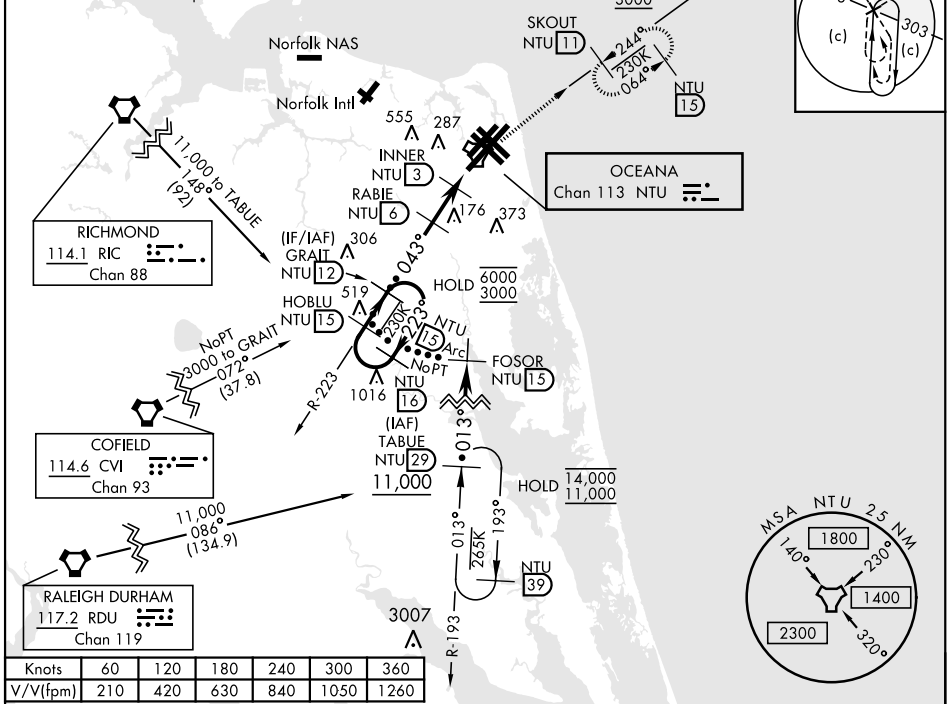 3000
SKOUT
NTU 11
244°
230K
064°
NTU
15
303
(c)
(c)
Norfolk NAS
Norfolk Intl
555
287
INNER
NTU 3
RABIE
NTU 6
176
373
OCEANA
Chan 113 NTU
11,000 to TABUE
148°
(92)
RICHMOND
114.1 RIC
Chan 88
(IF/IAF)
GRAIT
NTU 12
306
043°
HOLD 6000
3000
HOBLU
NTU 15
519
230K
223°
NTU
15
Arc
NoPT
FOSOR
NTU 15
NoPT
3000 to GRAIT
072°
(37.8)
R-223
1016
NTU
16
COFIELD
114.6 CVI
Chan 93
(IAF)
TABUE
NTU 29
11,000
013°
HOLD 14,000
11,000
11,000
086°
(134.9)
013°
265K
193°
NTU
39
RALEIGH DURHAM
117.2 RDU
Chan 119
3007
R-193
MSA NTU 25 NM
1800
140°
230°
1400
2300
320°
Knots 60 120 180 240 300 360
V/V(fpm) 210 420 630 840 1050 1260